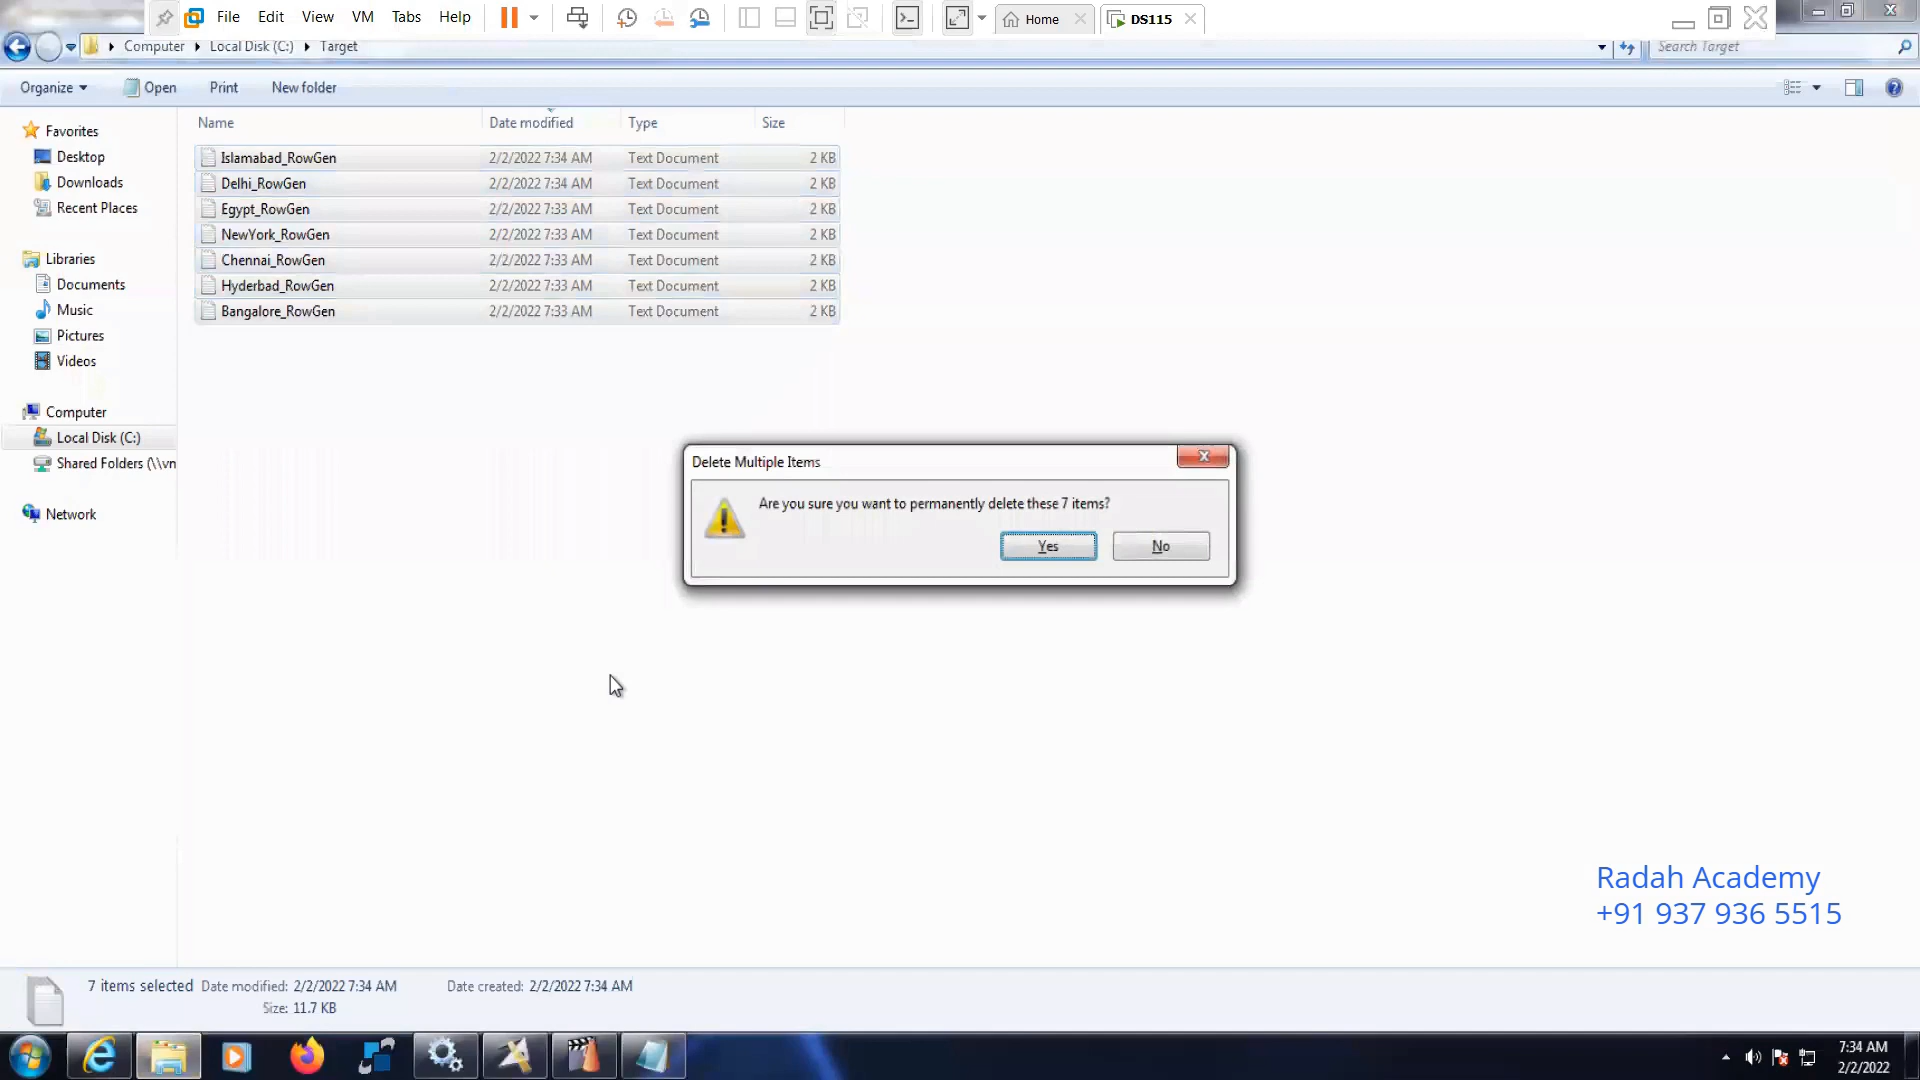 File Edit View VM Tabs Help Home DS115
Computer Local Disk (C:) Target Search Target
Organize Open Print New folder
Name Date modified Type Size
Favorites
Desktop
Downloads
Recent Places
Libraries
Documents
Music
Pictures
Videos
Computer
Local Disk (C:)
Shared Folders (\\vn
Network
Islamabad_RowGen 2/2/2022 7:34 AM Text Document 2 KB
Delhi_RowGen 2/2/2022 7:34 AM Text Document 2 KB
Egypt_RowGen 2/2/2022 7:33 AM Text Document 2 KB
NewYork_RowGen 2/2/2022 7:33 AM Text Document 2 KB
Chennai_RowGen 2/2/2022 7:33 AM Text Document 2 KB
Hyderbad_RowGen 2/2/2022 7:33 AM Text Document 2 KB
Bangalore_RowGen 2/2/2022 7:33 AM Text Document 2 KB
Delete Multiple Items
Are you sure you want to permanently delete these 7 items?
Yes No
Radah Academy
+91 937 936 5515
7 items selected Date modified: 2/2/2022 7:34 AM Date created: 2/2/2022 7:34 AM
Size: 11.7 KB
7:34 AM
2/2/2022